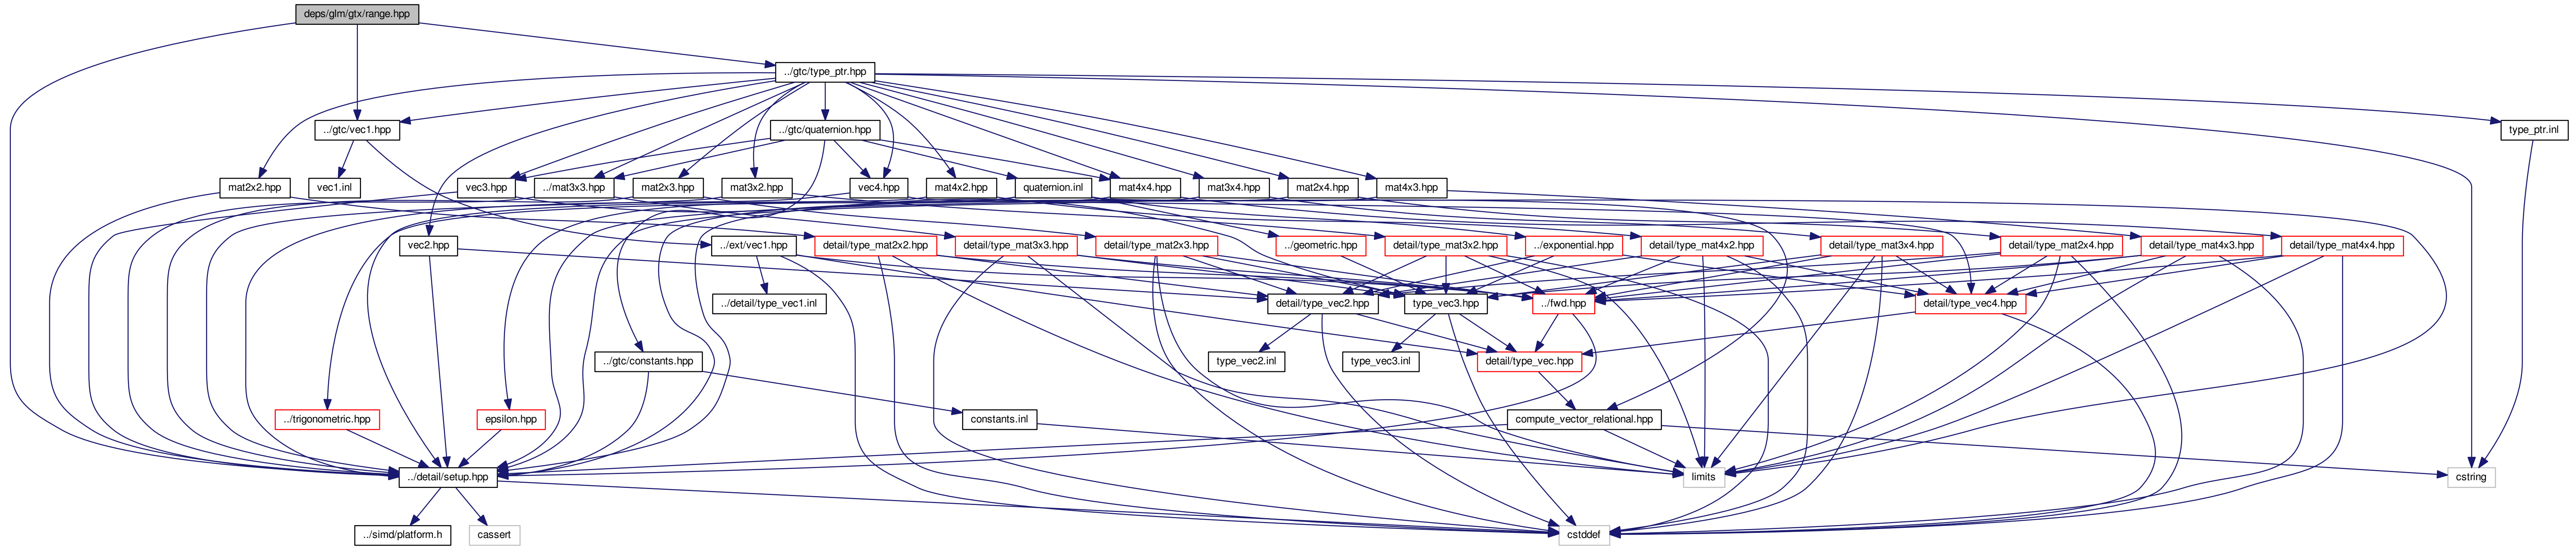 deps/glm/gtx/range.hpp
../gtc/type_ptr.hpp
../gtc/vec1.hpp
../gtc/quaternion.hpp
type_ptr.inl
mat2x2.hpp
vec1.inl
vec3.hpp
../mat3x3.hpp
mat2x3.hpp
mat3x2.hpp
vec4.hpp
mat4x2.hpp
quaternion.inl
mat4x4.hpp
mat3x4.hpp
mat2x4.hpp
mat4x3.hpp
vec2.hpp
../ext/vec1.hpp
detail/type_mat2x2.hpp
detail/type_mat3x3.hpp
detail/type_mat2x3.hpp
../geometric.hpp
detail/type_mat3x2.hpp
../exponential.hpp
detail/type_mat4x2.hpp
detail/type_mat3x4.hpp
detail/type_mat2x4.hpp
detail/type_mat4x3.hpp
detail/type_mat4x4.hpp
../detail/type_vec1.inl
detail/type_vec2.hpp
type_vec3.hpp
../fwd.hpp
detail/type_vec4.hpp
../gtc/constants.hpp
type_vec2.inl
type_vec3.inl
detail/type_vec.hpp
../trigonometric.hpp
epsilon.hpp
constants.inl
compute_vector_relational.hpp
../detail/setup.hpp
limits
cstring
../simd/platform.h
cassert
cstddef